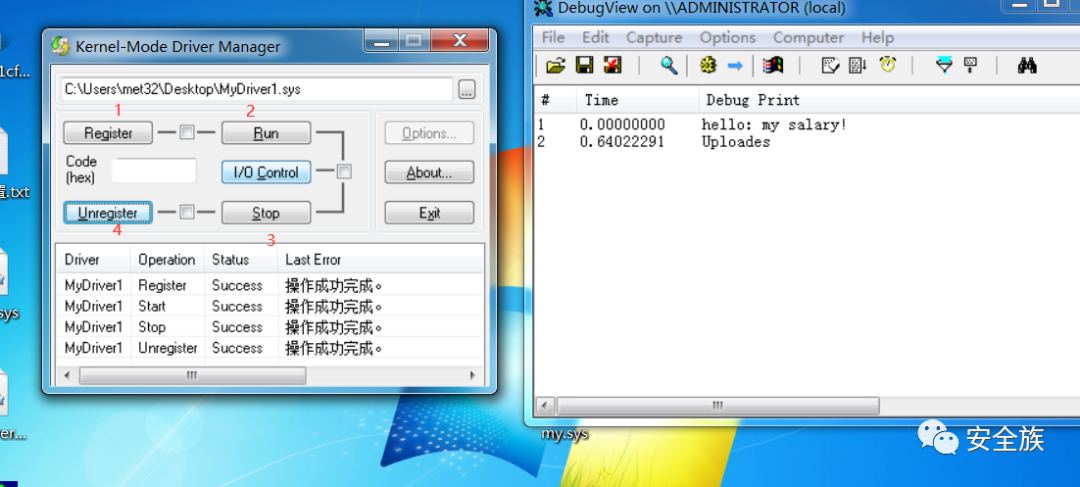 Kernel-Mode Driver Manager
C:\Users\met32\Desktop\MyDriver1.sys
...
1
2
Register
Run
Options...
Code
(hex)
I/O Control
About...
Unregister
Stop
Exit
4
3
Driver Operation Status Last Error
MyDriver1 Register Success 操作成功完成。
MyDriver1 Start Success 操作成功完成。
MyDriver1 Stop Success 操作成功完成。
MyDriver1 Unregister Success 操作成功完成。
DebugView on \\ADMINISTRATOR (local)
File Edit Capture Options Computer Help
# Time Debug Print
1 0.00000000 hello: my salary!
2 0.64022291 Uploades
1cf...
置.txt
sys
er...
my.sys
安全族